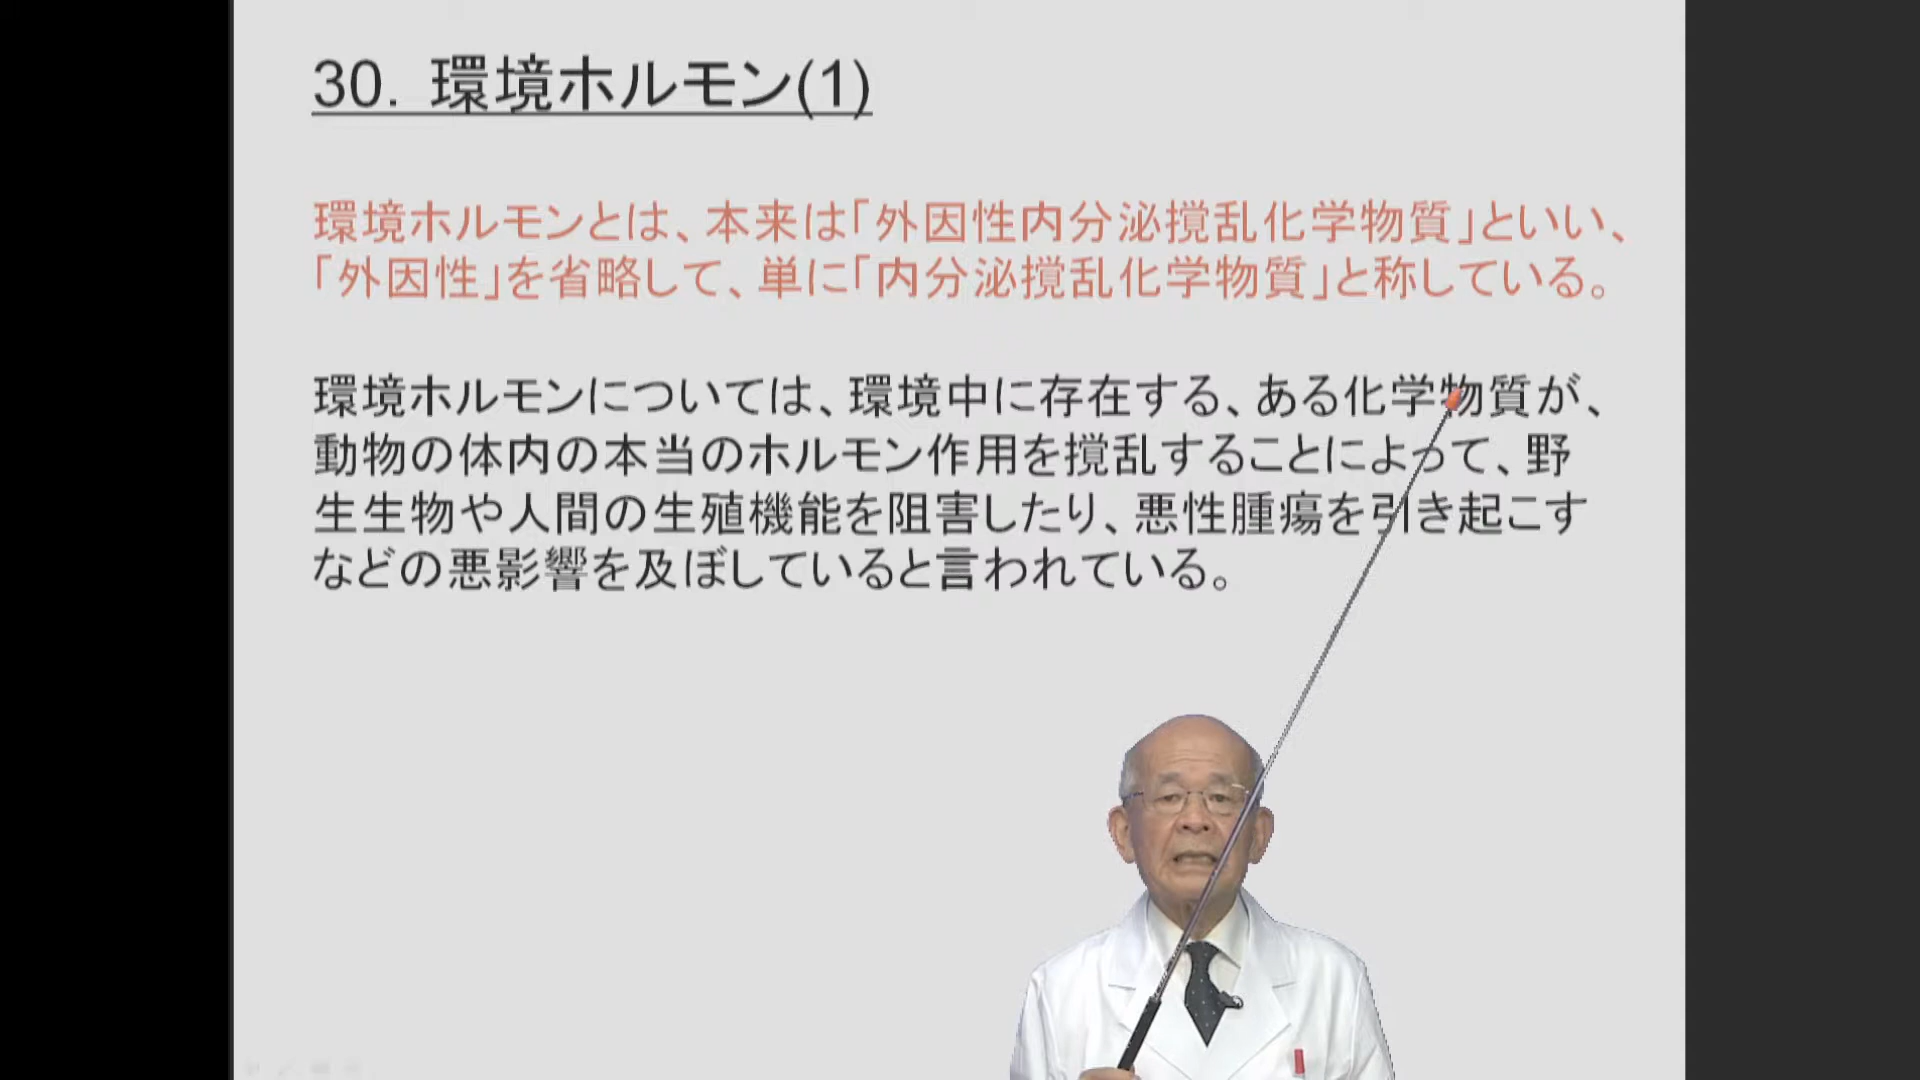 30. 環境ホルモン(1)
環境ホルモンとは、本来は「外因性内分泌撹乱化学物質」といい、
「外因性」を省略して、単に「内分泌撹乱化学物質」と称している。
環境ホルモンについては、環境中に存在する、ある化学物質が、
動物の体内の本当のホルモン作用を撹乱することによって、野
生生物や人間の生殖機能を阻害したり、悪性腫瘍を引き起こす
などの悪影響を及ぼしていると言われている。